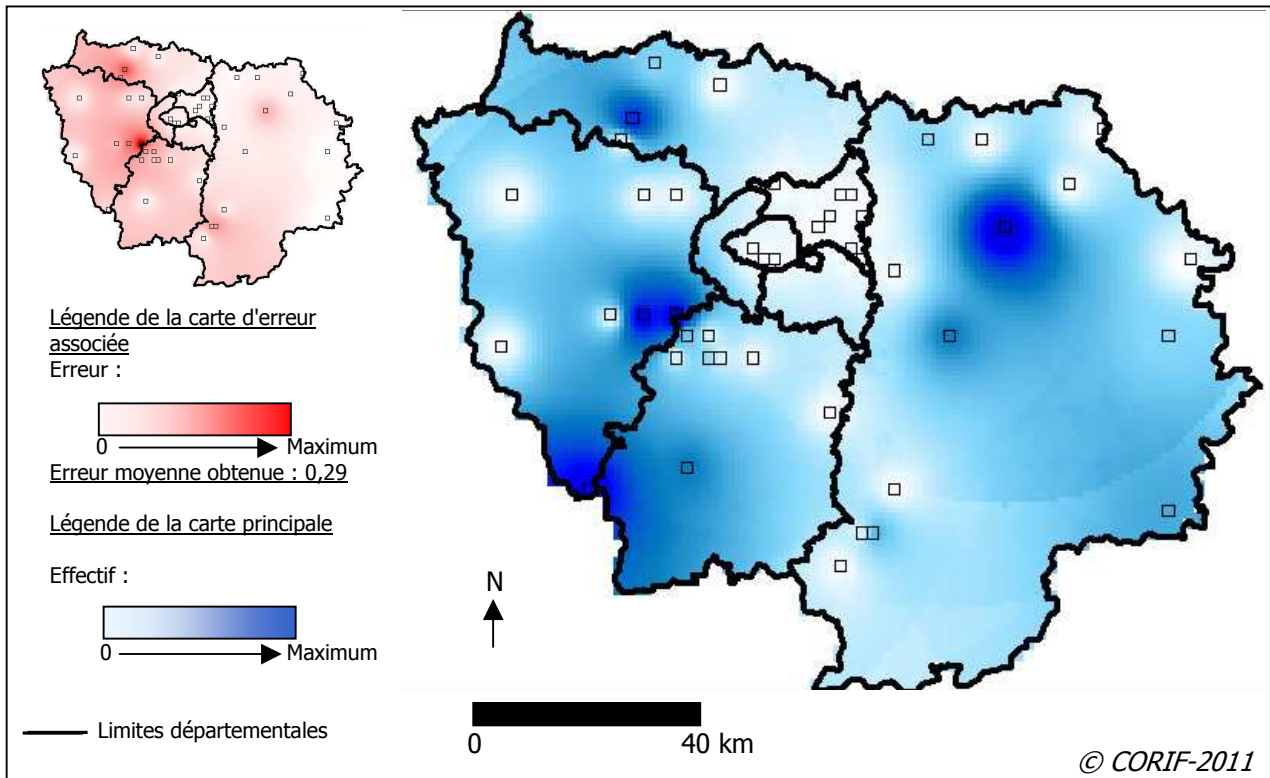 Légende de la carte d'erreur
associée
Erreur :
0 Maximum
Erreur moyenne obtenue : 0,29
Légende de la carte principale
Effectif :
0 Maximum
Limites départementales
N
0 40 km
© CORIF-2011